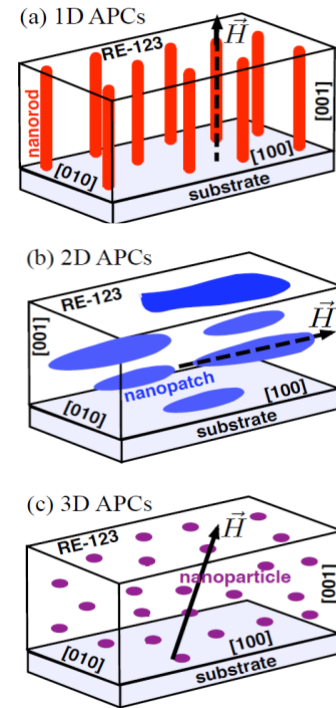 (a) 1D APCs
RE-123
H
nanorod
[001]
[010]
[100]
substrate
(b) 2D APCs
RE-123
H
[001]
nanopatch
[010]
[100]
substrate
(c) 3D APCs
RE-123
H
nanoparticle
[001]
[010]
[100]
substrate